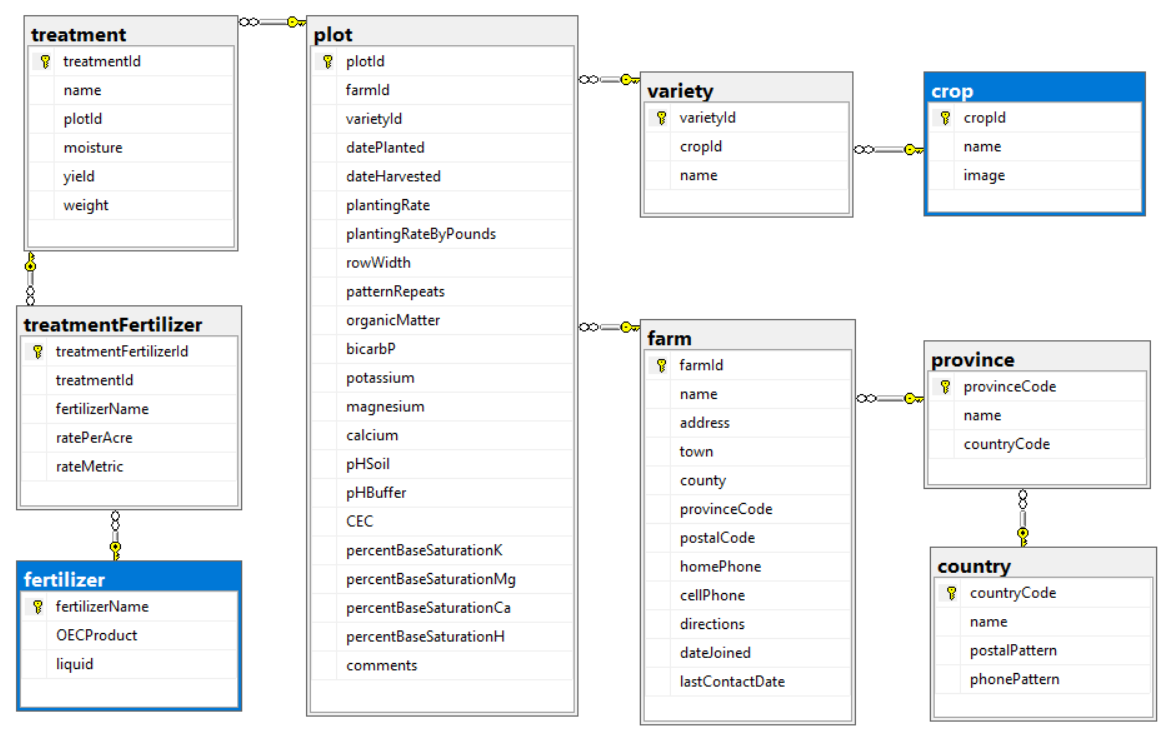 treatment
treatmentId
name
plotId
moisture
yield
weight
treatmentFertilizer
treatmentFertilizerId
treatmentId
fertilizerName
ratePerAcre
rateMetric
fertilizer
fertilizerName
OECProduct
liquid
plot
plotId
farmId
varietyId
datePlanted
dateHarvested
plantingRate
plantingRateByPounds
rowWidth
patternRepeats
organicMatter
bicarbP
potassium
magnesium
calcium
pHSoil
pHBuffer
CEC
percentBaseSaturationK
percentBaseSaturationMg
percentBaseSaturationCa
percentBaseSaturationH
comments
variety
varietyId
cropId
name
crop
cropId
name
image
farm
farmId
name
address
town
county
provinceCode
postalCode
homePhone
cellPhone
directions
dateJoined
lastContactDate
province
provinceCode
name
countryCode
country
countryCode
name
postalPattern
phonePattern